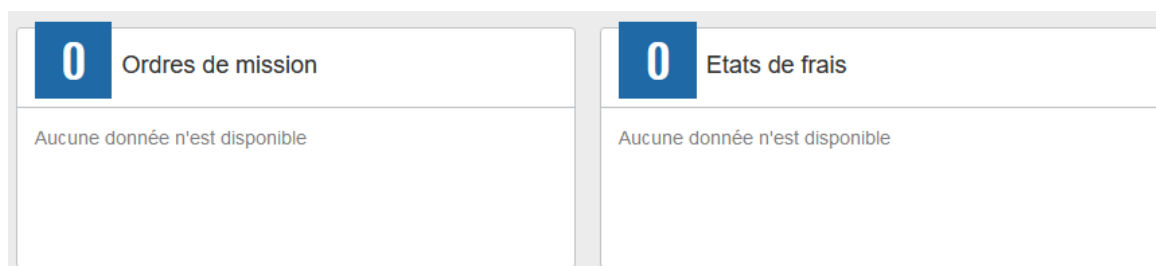 0 Ordres de mission
Aucune donnée n'est disponible
0 Etats de frais
Aucune donnée n'est disponible